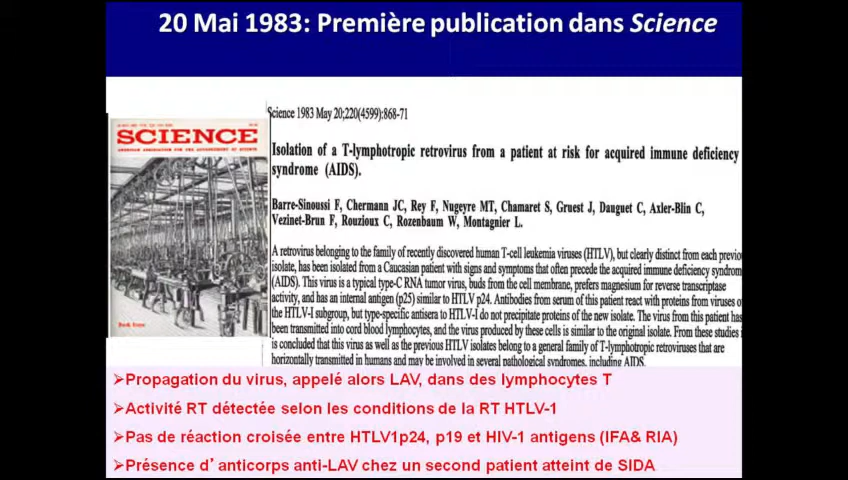 20 Mai 1983: Première publication dans Science
Science 1983 May 20;220(4599):868-71
SCIENCE
AMERICAN ASSOCIATION FOR THE ADVANCEMENT OF SCIENCE
Isolation of a T-lymphotropic retrovirus from a patient at risk for acquired immune deficiency
syndrome (AIDS).
Barre-Sinoussi F, Chermann JC, Rey F, Nugeyre MT, Chamaret S, Gruest J, Dauguet C, Axler-Blin C,
Vezinet-Brun F, Rouzioux C, Rozenbaum W, Montagnier L.
A retrovirus belonging to the family of recently discovered human T-cell leukemia viruses (HTLV), but clearly distinct from each previo
isolate, has been isolated from a Caucasian patient with signs and symptoms that often precede the acquired immune deficiency syndrom
(AIDS). This virus is a typical type-C RNA tumor virus, buds from the cell membrane, prefers magnesium for reverse transcriptase
activity, and has an internal antigen (p25) similar to HTLV p24. Antibodies from serum of this patient react with proteins from viruses o
the HTLV-I subgroup, but type-specific antisera to HTLV-I do not precipitate proteins of the new isolate. The virus from this patient has
been transmitted into cord blood lymphocytes, and the virus produced by these cells is similar to the original isolate. From these studies i
is concluded that this virus as well as the previous HTLV isolates belong to a general family of T-lymphotropic retroviruses that are
horizontally transmitted in humans and may be involved in several pathological syndromes, including AIDS.
➢Propagation du virus, appelé alors LAV, dans des lymphocytes T
➢Activité RT détectée selon les conditions de la RT HTLV-1
➢Pas de réaction croisée entre HTLV1p24, p19 et HIV-1 antigens (IFA& RIA)
➢Présence d’anticorps anti-LAV chez un second patient atteint de SIDA